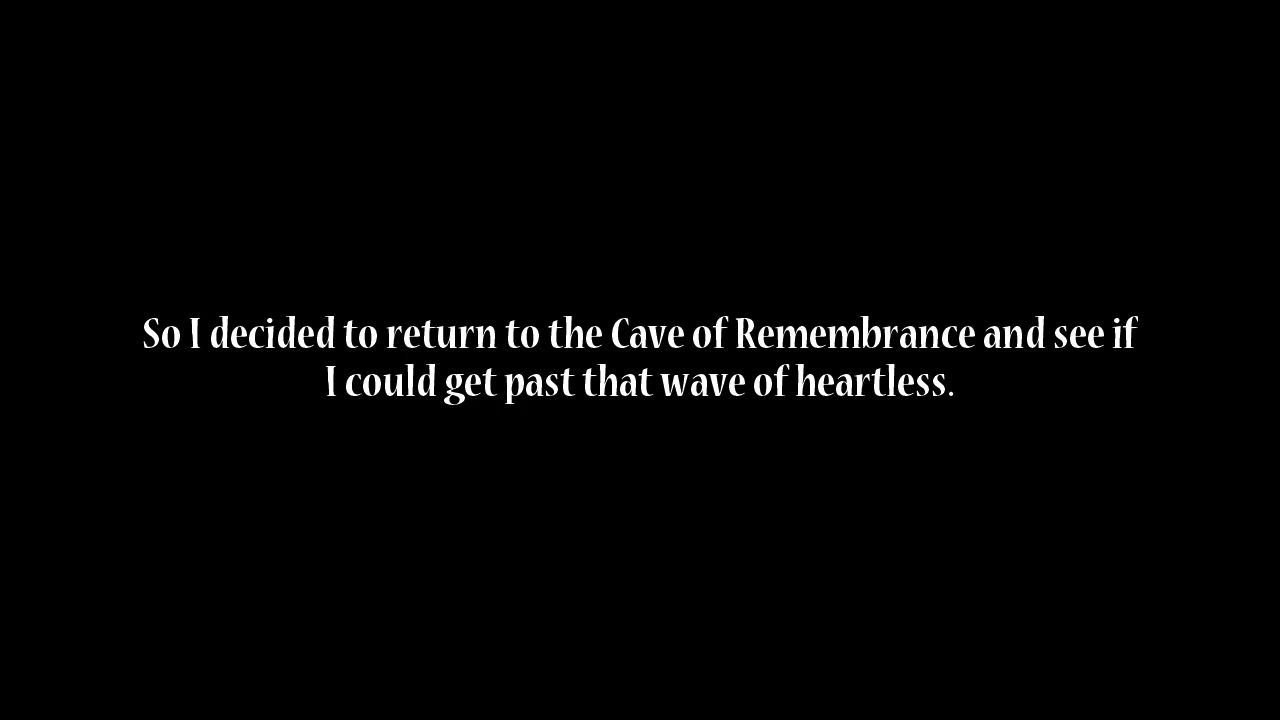 So I decided to return to the Cave of Remembrance and see if
I could get past that wave of heartless.